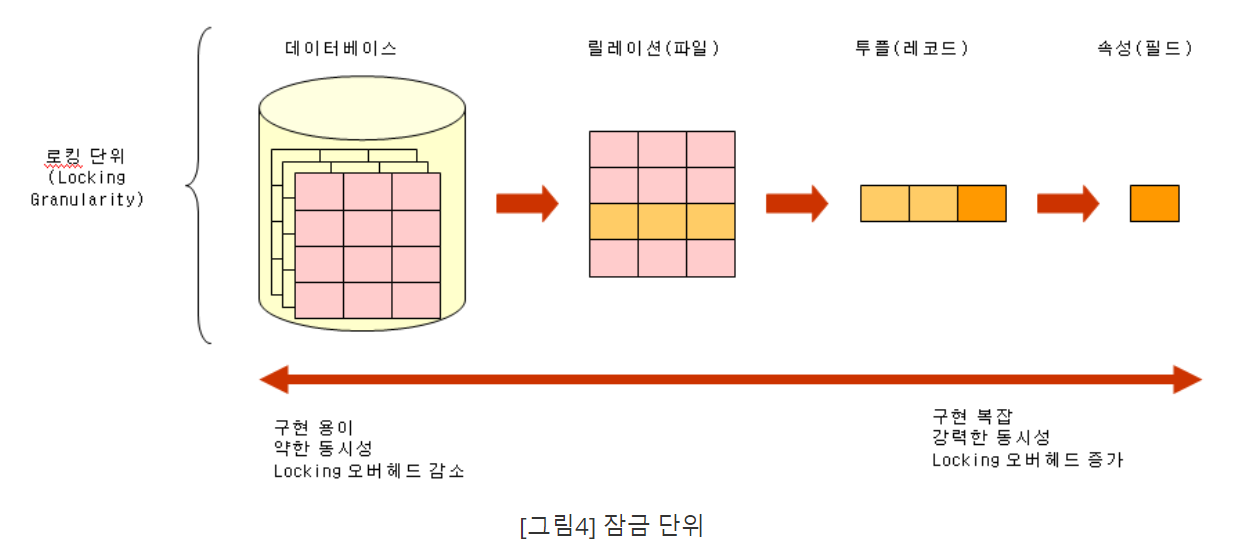 데이터베이스
릴레이션(파일)
투플(레코드)
속성(필드)
로킹 단위
(Locking
Granularity)
구현 용이
약한 동시성
Locking 오버헤드 감소
구현 복잡
강력한 동시성
Locking 오버헤드 증가
[그림4] 잠금 단위